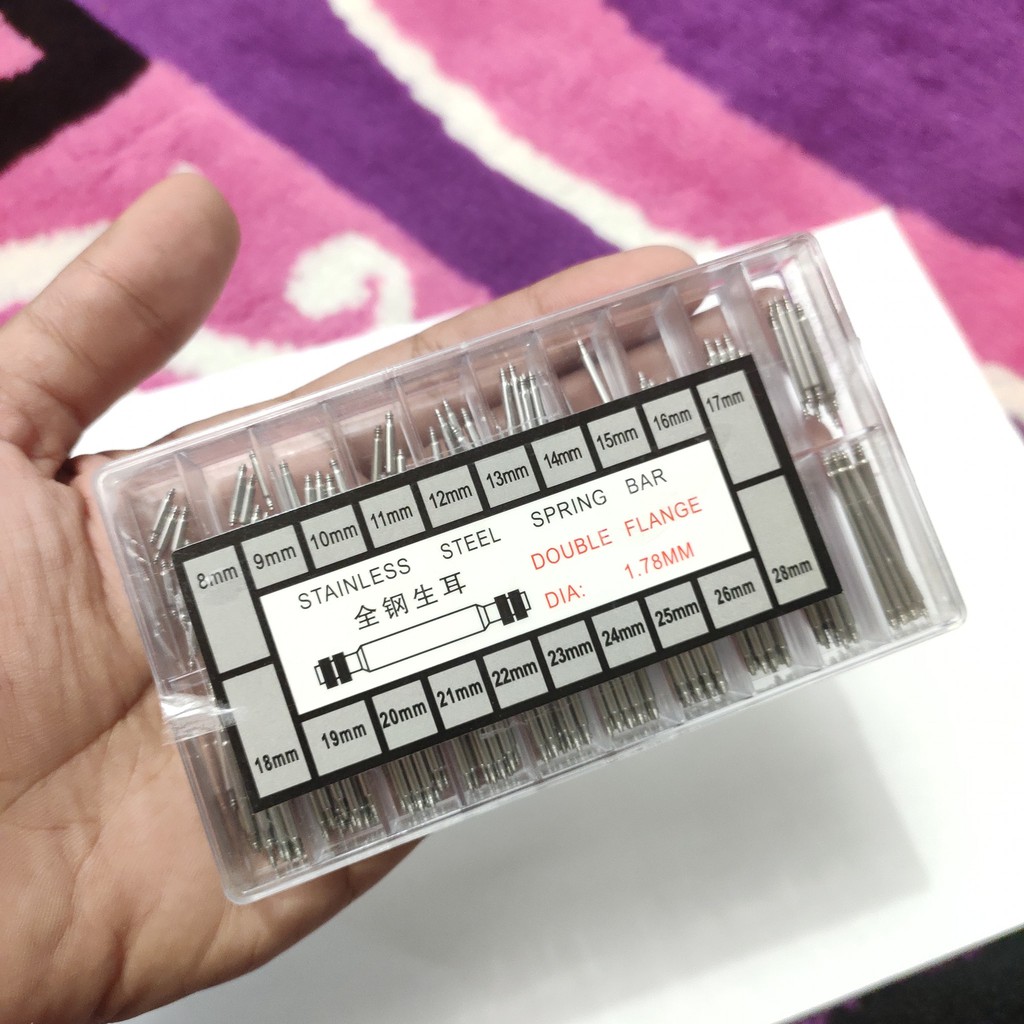 8mm 9mm 10mm 11mm 12mm 13mm 14mm 15mm 16mm 17mm
STAINLESS STEEL SPRING BAR
全钢生耳
DOUBLE FLANGE
DIA: 1.78MM
18mm 19mm 20mm 21mm 22mm 23mm 24mm 25mm 26mm 28mm